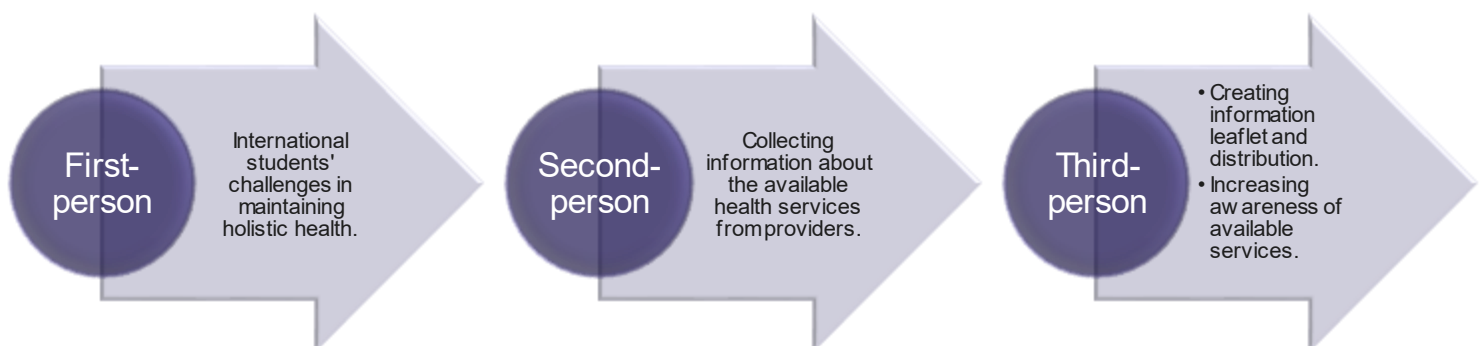 First-
person
International
students'
challenges in
maintaining
holistic health.
Second-
person
Collecting
information about
the available
health services
from providers.
Third-
person
• Creating
information
leaflet and
distribution.
• Increasing
awareness of
available
services.